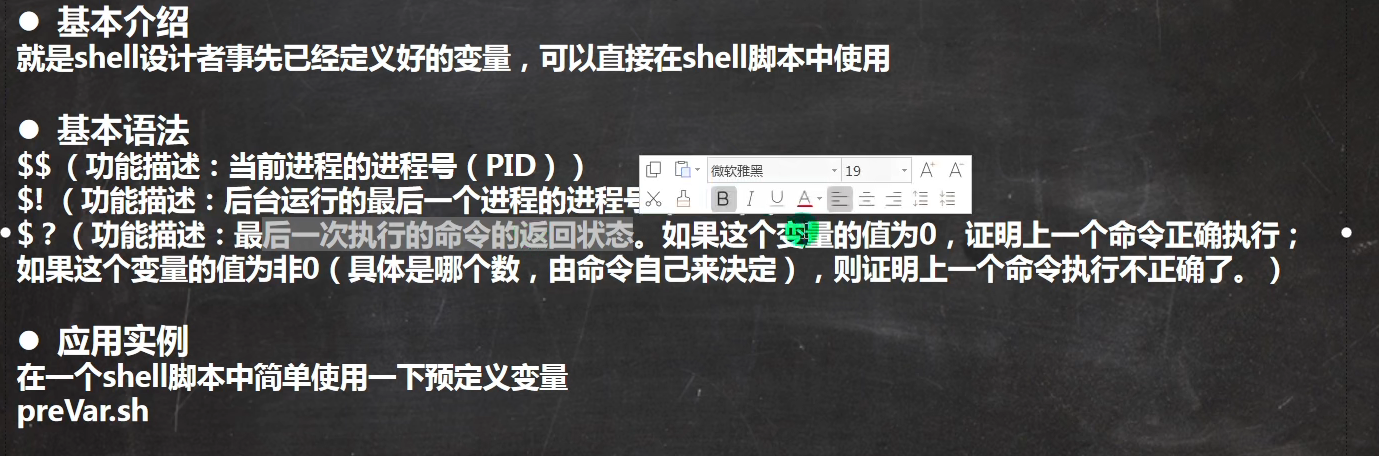 ● 基本介绍
就是shell设计者事先已经定义好的变量，可以直接在shell脚本中使用
● 基本语法
$$（功能描述：当前进程的进程号（PID））
微软雅黑 19
B I U A
$!（功能描述：后台运行的最后一个进程的进程号
$？（功能描述：最后一次执行的命令的返回状态。如果这个变量的值为0，证明上一个命令正确执行；
如果这个变量的值为非0（具体是哪个数，由命令自己来决定），则证明上一个命令执行不正确了。）
● 应用实例
在一个shell脚本中简单使用一下预定义变量
preVar.sh